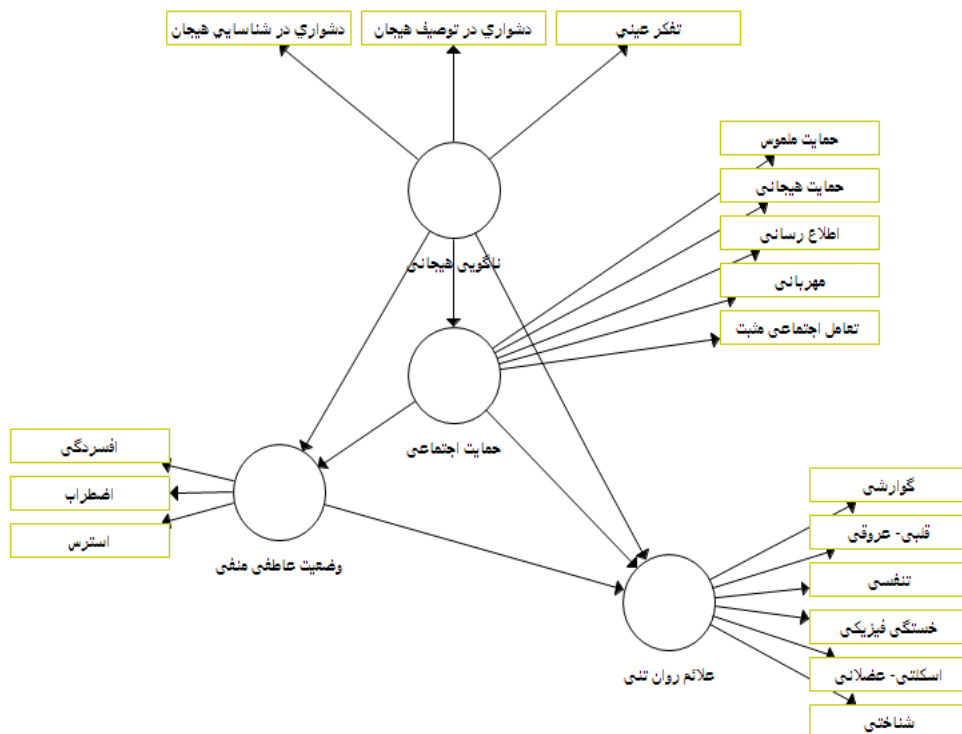 تفکر عيني
دشواري در توصيف هيجان
دشواري در شناسايي هيجان
حمایت ملموس
حمایت هیجانی
اطلاع رسانی
مهربانی
تعامل اجتماعی مثبت
ناگویی هیجانی
حمایت اجتماعی
افسردگی
اضطراب
استرس
وضعیت عاطفی منفی
گوارشی
قلبی- عروقی
تنفسی
خستگی فیزیکی
اسکلتی- عضلانی
شناختی
علائم روان تنی